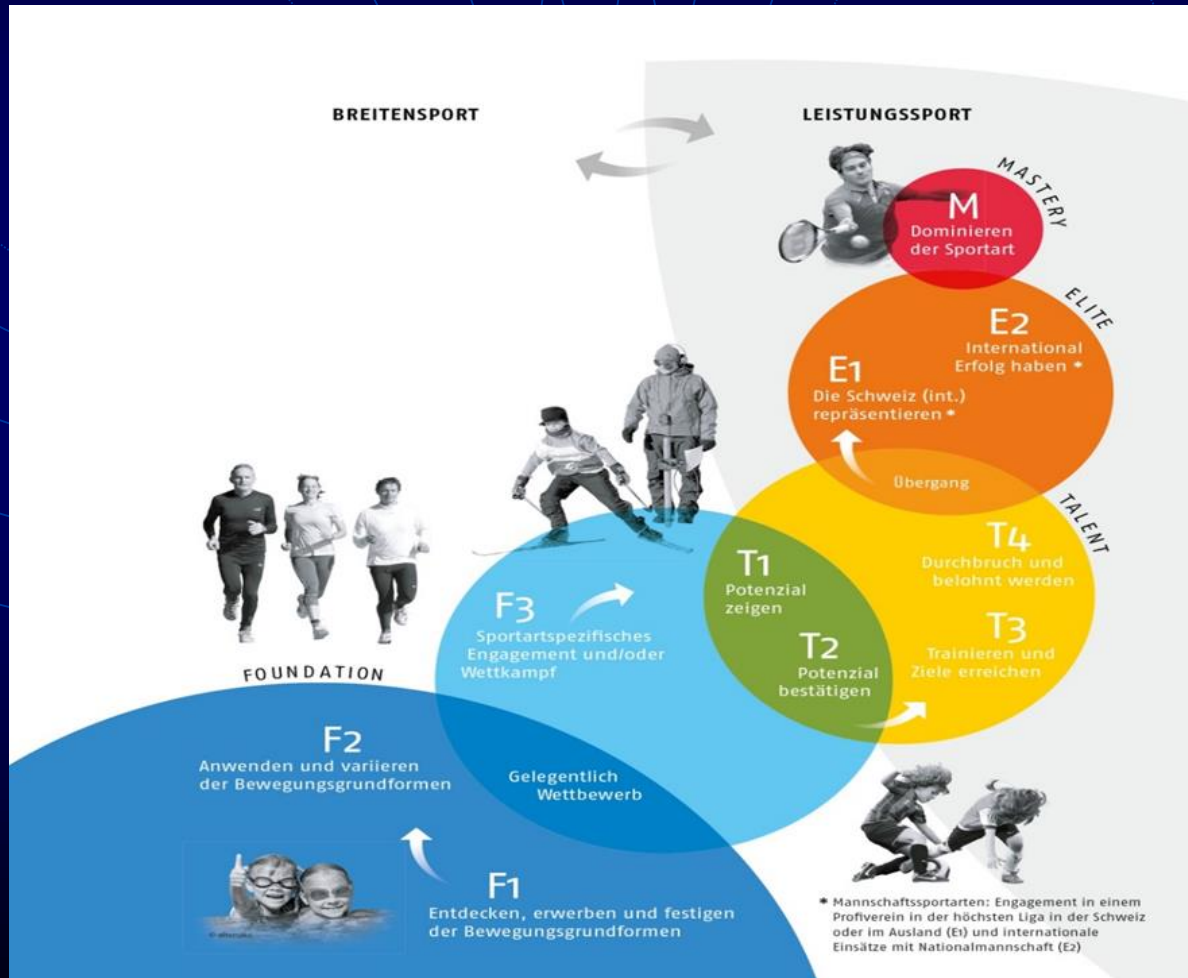 BREITENSPORT
LEISTUNGSSPORT
MASTERY
M
Dominieren
der Sportart
ELITE
E2
International
Erfolg haben *
E1
Die Schweiz (int.)
repräsentieren *
Übergang
TALENT
T4
Durchbruch und
belohnt werden
T1
Potenzial
zeigen
T3
Trainieren und
Ziele erreichen
T2
Potenzial
bestätigen
F3
Sportartspezifisches
Engagement und/oder
Wettkampf
FOUNDATION
F2
Anwenden und variieren
der Bewegungsgrundformen
Gelegentlich
Wettbewerb
F1
Entdecken, erwerben und festigen
der Bewegungsgrundformen
* Mannschaftssportarten: Engagement in einem
Profiverein in der höchsten Liga in der Schweiz
oder im Ausland (E1) und internationale
Einsätze mit Nationalmannschaft (E2)